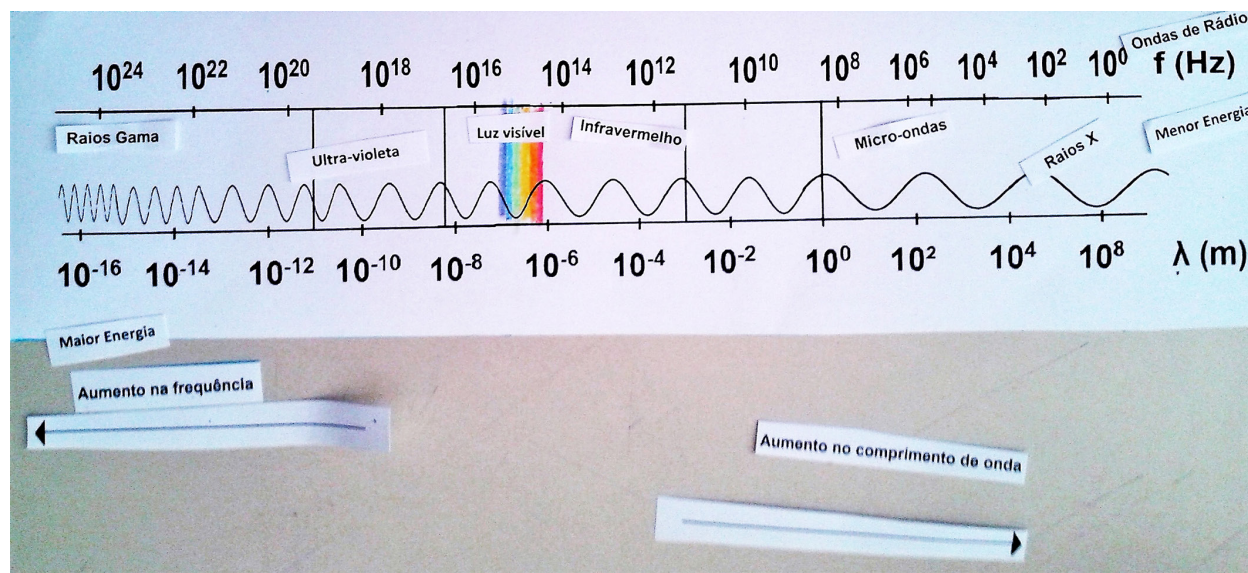 Ondas de Rádio
10²⁴ 10²² 10²⁰ 10¹⁸ 10¹⁶ 10¹⁴ 10¹² 10¹⁰ 10⁸ 10⁶ 10⁴ 10² 10⁰ f (Hz)
Raios Gama
Ultra-violeta
Luz visível
Infravermelho
Micro-ondas
Raios X
Menor Energia
10⁻¹⁶ 10⁻¹⁴ 10⁻¹² 10⁻¹⁰ 10⁻⁸ 10⁻⁶ 10⁻⁴ 10⁻² 10⁰ 10² 10⁴ 10⁸ λ (m)
Maior Energia
Aumento na frequência
Aumento no comprimento de onda